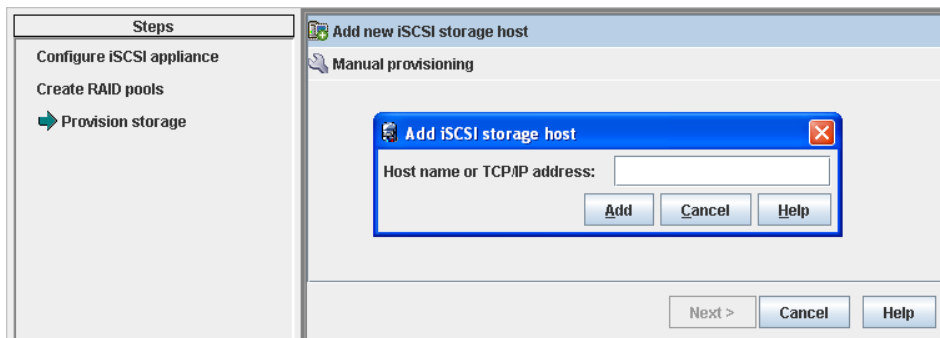 Steps
Configure iSCSI appliance
Create RAID pools
Provision storage
Add new iSCSI storage host
Manual provisioning
Add iSCSI storage host
Host name or TCP/IP address:
Add Cancel Help
Next > Cancel Help